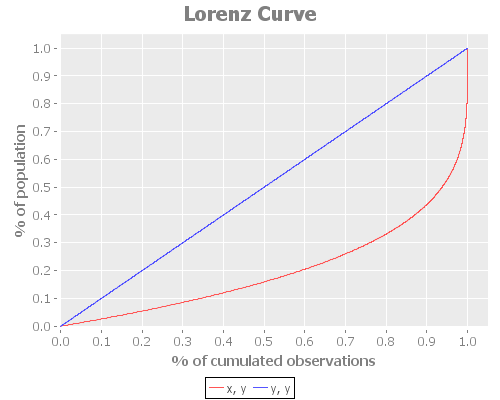 Lorenz Curve
1.0
0.9
0.8
0.7
0.6
0.5
0.4
0.3
0.2
0.1
0.0
% of population
0.0 0.1 0.2 0.3 0.4 0.5 0.6 0.7 0.8 0.9 1.0
% of cumulated observations
x, y y, y